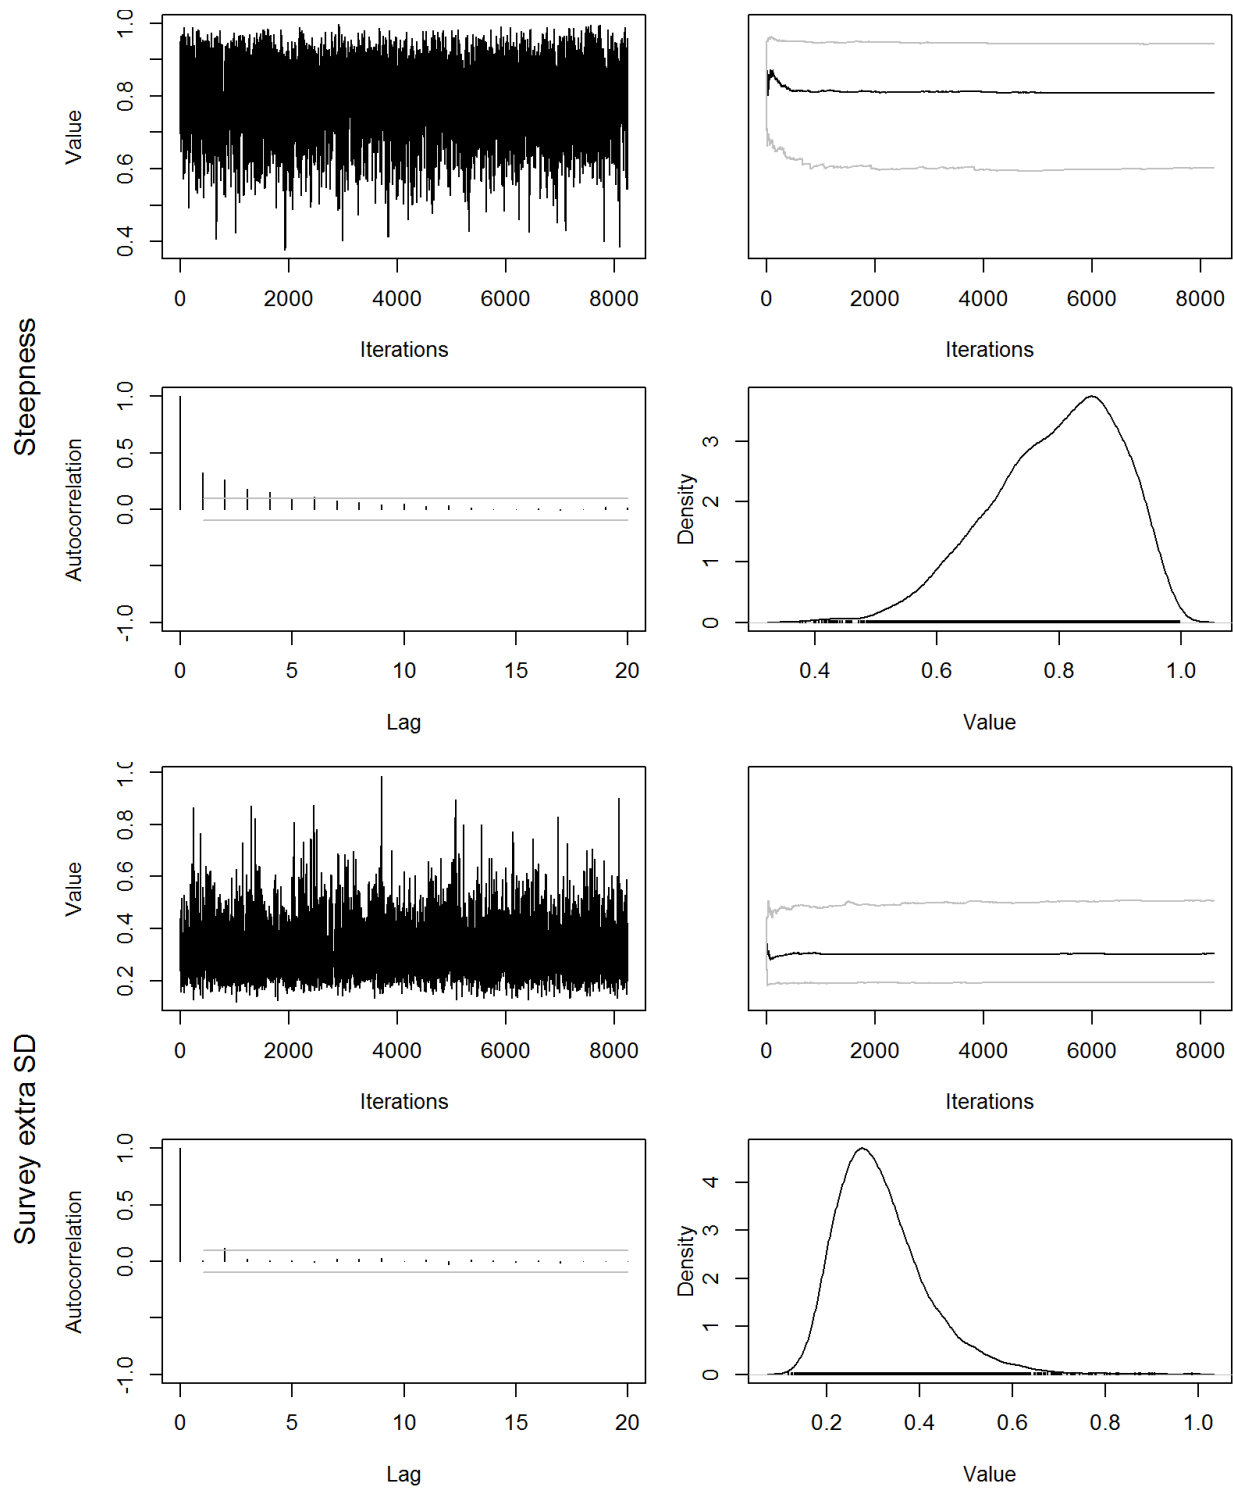 Steepness
Value
0.4 0.6 0.8 1.0
0 2000 4000 6000 8000
Iterations
0 2000 4000 6000 8000
Iterations
Autocorrelation
-1.0 0.0 0.5 1.0
0 5 10 15 20
Lag
Density
0 1 2 3
0.4 0.6 0.8 1.0
Value
Survey extra SD
Value
0.2 0.4 0.6 0.8 1.0
0 2000 4000 6000 8000
Iterations
0 2000 4000 6000 8000
Iterations
Autocorrelation
-1.0 0.0 0.5 1.0
0 5 10 15 20
Lag
Density
0 1 2 3 4
0.2 0.4 0.6 0.8 1.0
Value